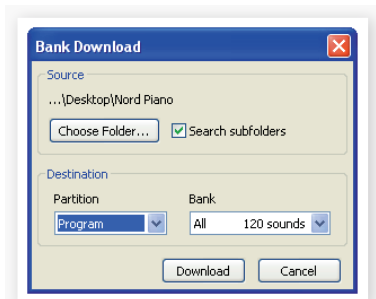 Bank Download
Source
...\Desktop\Nord Piano
Choose Folder... Search subfolders
Destination
Partition Bank
Program All 120 sounds
Download Cancel